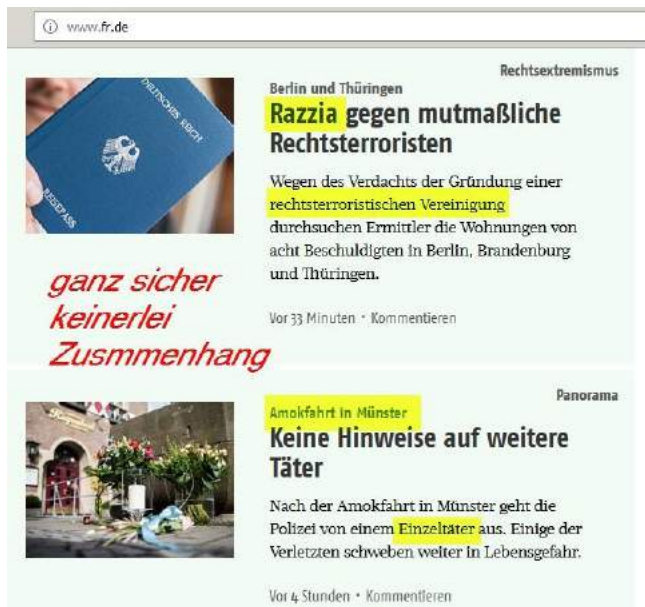 www.fr.de
Rechtsextremismus
DEUTSCHES REICH
REISEPASS
Berlin und Thüringen
Razzia gegen mutmaßliche
Rechtsterroristen
Wegen des Verdachts der Gründung einer
rechtsterroristischen Vereinigung
durchsuchen Ermittler die Wohnungen von
acht Beschuldigten in Berlin, Brandenburg
und Thüringen.
Vor 33 Minuten • Kommentieren
ganz sicher
keinerlei
Zusmmenhang
Panorama
Amokfahrt in Münster
Keine Hinweise auf weitere
Täter
Nach der Amokfahrt in Münster geht die
Polizei von einem Einzeltäter aus. Einige der
Verletzten schweben weiter in Lebensgefahr.
Vor 4 Stunden • Kommentieren